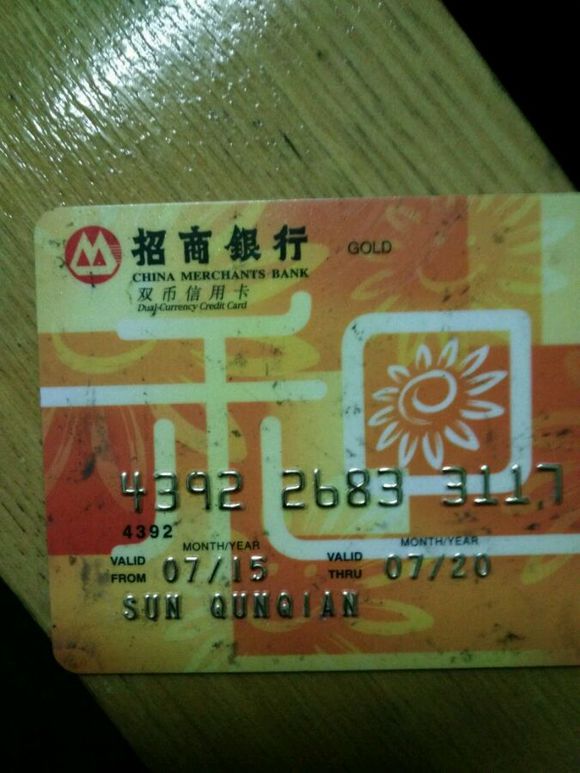 招商銀行 GOLD
CHINA MERCHANTS BANK
双币信用卡
Dual-Currency Credit Card
4392 2683 3117
4392
MONTH/YEAR MONTH/YEAR
VALID FROM 07/15 VALID THRU 07/20
SUN QUNQIAN